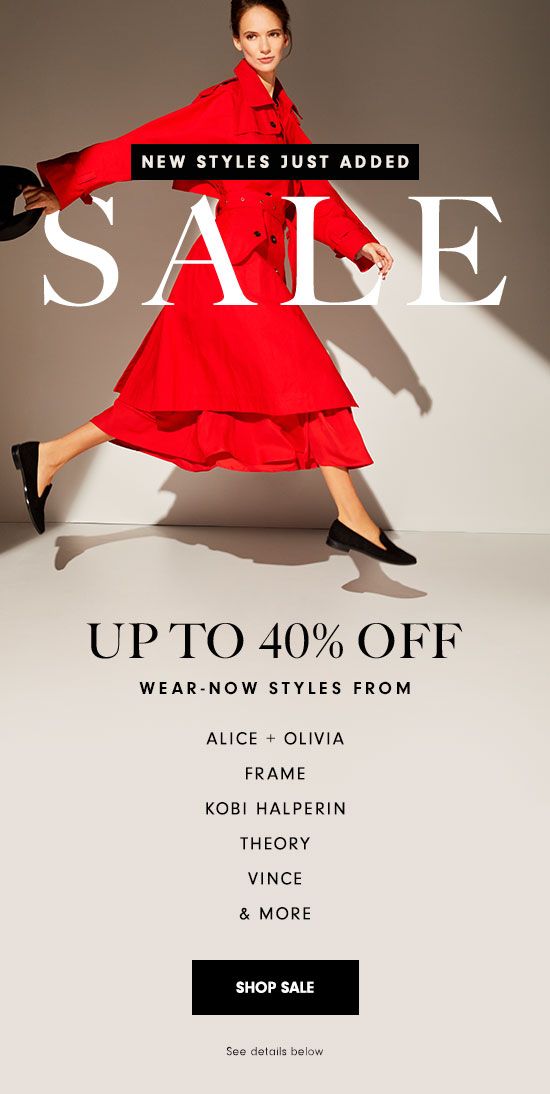 NEW STYLES JUST ADDED
SALE
UP TO 40% OFF
WEAR-NOW STYLES FROM
ALICE + OLIVIA
FRAME
KOBI HALPERIN
THEORY
VINCE
& MORE
SHOP SALE
See details below